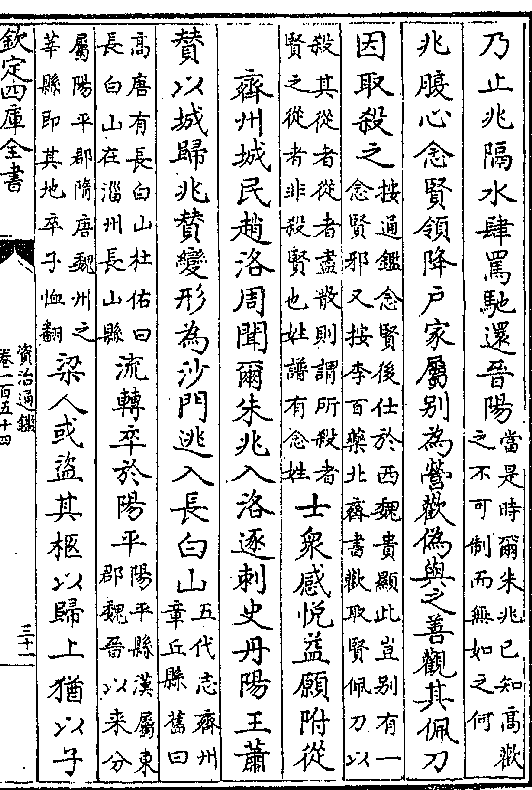 乃止兆隔水肆罵馳還晉陽當是時爾朱兆已知高歡之不可制而無如之何
兆腹心念賢領降戶家屬別為營歡偽與之善觀其佩刀
因取殺之按通鑑念賢後仕於西魏貴顯此豈別有一念賢邪又按李百藥北齊書歡取賢佩刀以
殺其從者從者盡散則謂所殺者賢之從者非殺賢也姓譜有念姓士衆感悅益願附從
齊州城民趙洛周聞爾朱兆入洛逐刺史丹陽王蕭
贊以城歸兆贊變形為沙門逃入長白山五代志齊州章丘縣舊曰
高唐有長白山杜佑曰長白山在淄州長山縣流轉卒於陽平陽平縣漢屬東郡魏晉以来分
屬陽平郡隋唐魏州之莘縣即其地卒子恤翻梁人或盜其柩以歸上猶以子
欽定四庫全書
資治通鑑
卷一百五十四
三十一